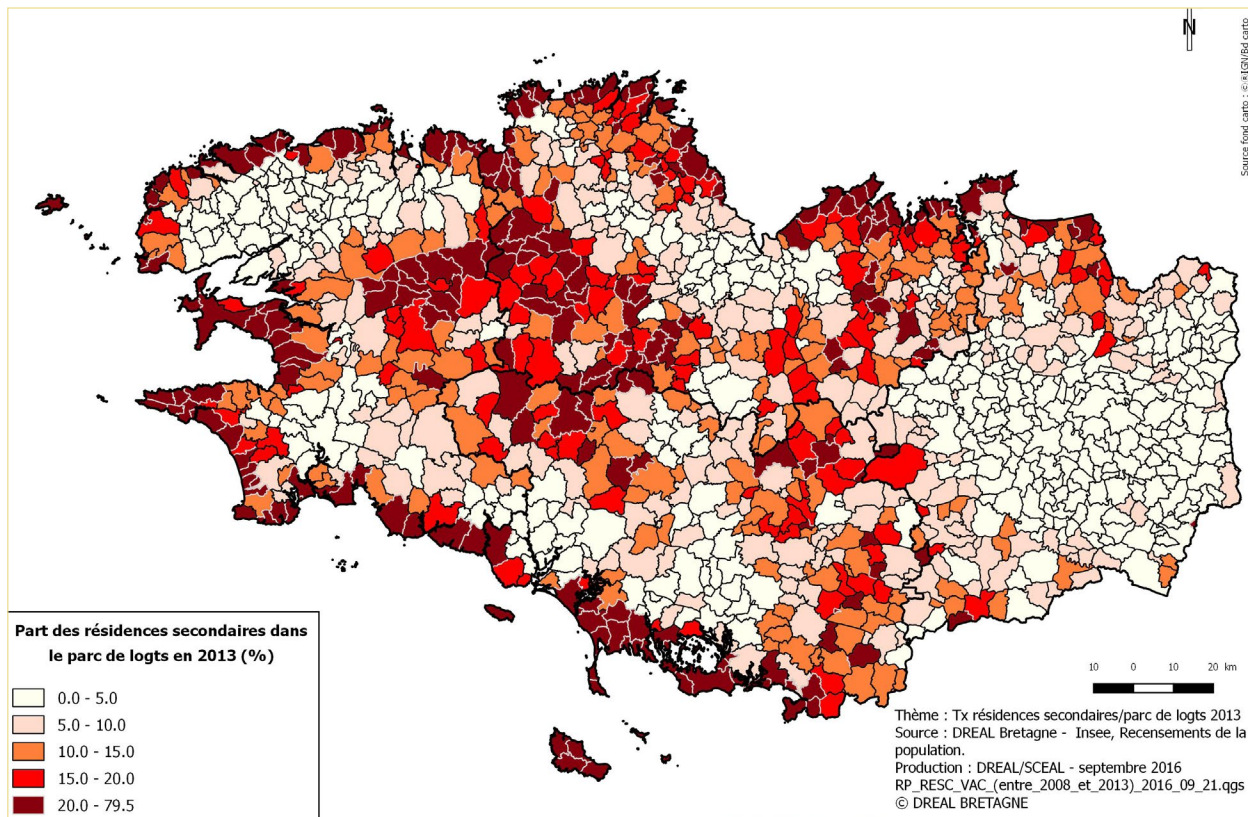 N
Source fond carto : ©®IGN/Bd carto
Part des résidences secondaires dans
le parc de logts en 2013 (%)
0.0 - 5.0
5.0 - 10.0
10.0 - 15.0
15.0 - 20.0
20.0 - 79.5
10 0 10 20 km
Thème : Tx résidences secondaires/parc de logts 2013
Source : DREAL Bretagne - Insee, Recensements de la
population.
Production : DREAL/SCEAL - septembre 2016
RP_RESC_VAC_(entre_2008_et_2013)_2016_09_21.qgs
© DREAL BRETAGNE